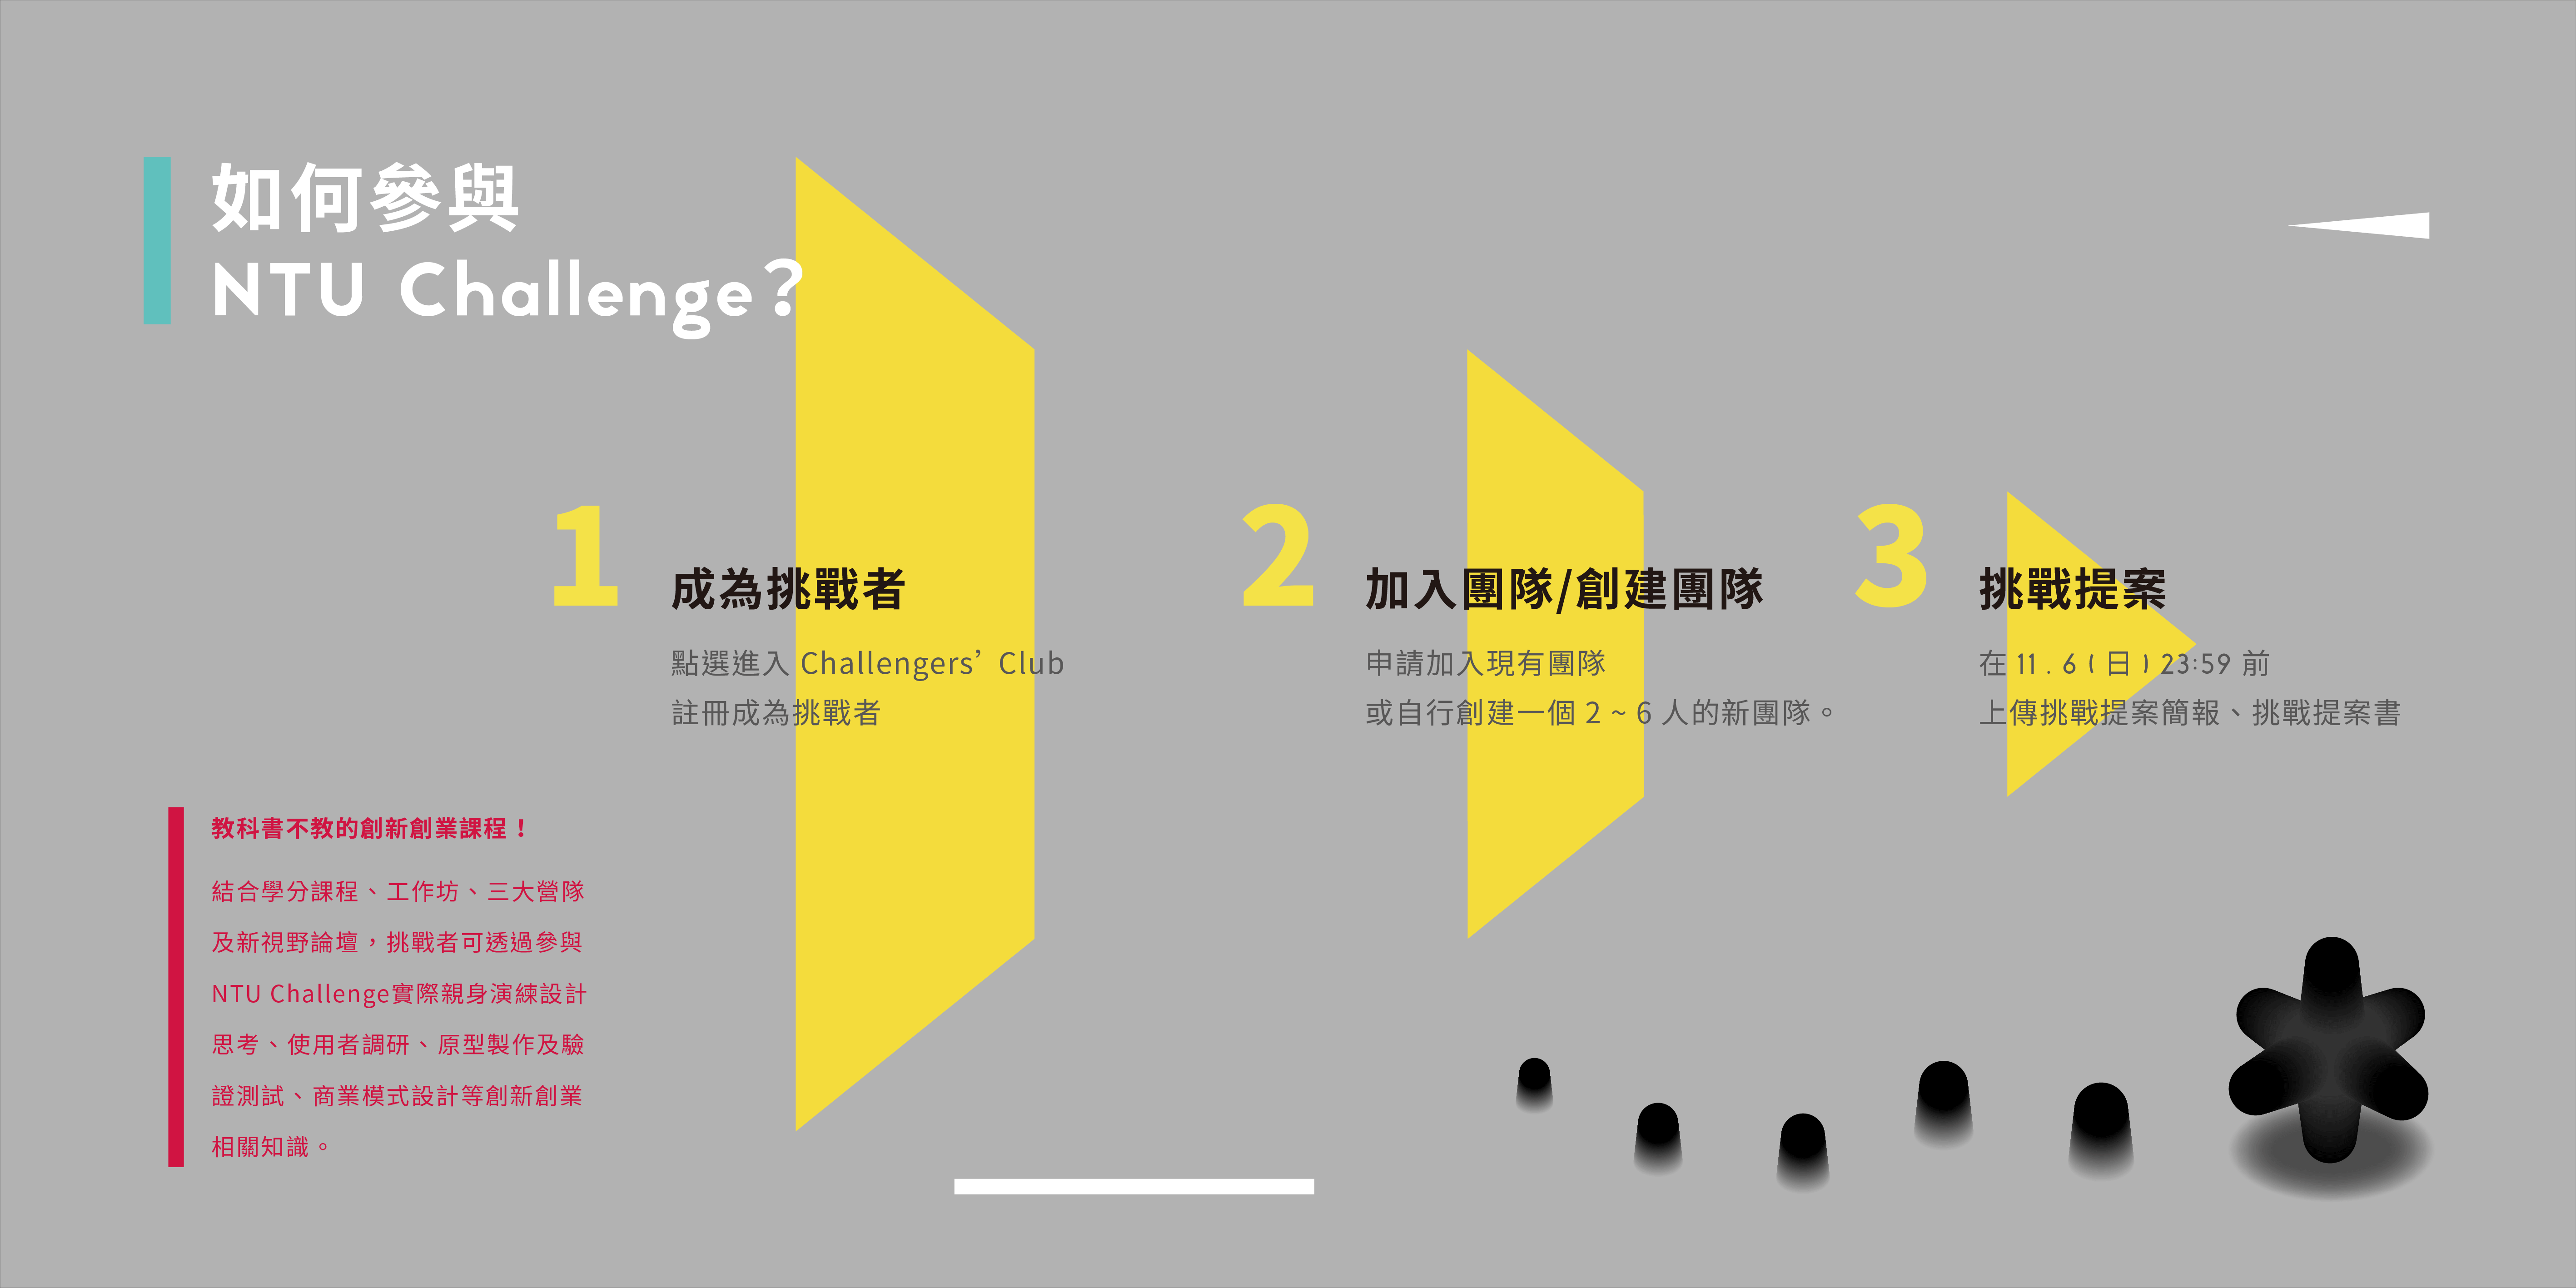 如何參與
NTU Challenge?
1
成為挑戰者
點選進入 Challengers’ Club
註冊成為挑戰者
2
加入團隊/創建團隊
申請加入現有團隊
或自行創建一個 2 ~ 6 人的新團隊。
3
挑戰提案
在 11 . 6 ( 日 ) 23:59 前
上傳挑戰提案簡報、挑戰提案書
教科書不教的創新創業課程！
結合學分課程、工作坊、三大營隊
及新視野論壇，挑戰者可透過參與
NTU Challenge實際親身演練設計
思考、使用者調研、原型製作及驗
證測試、商業模式設計等創新創業
相關知識。